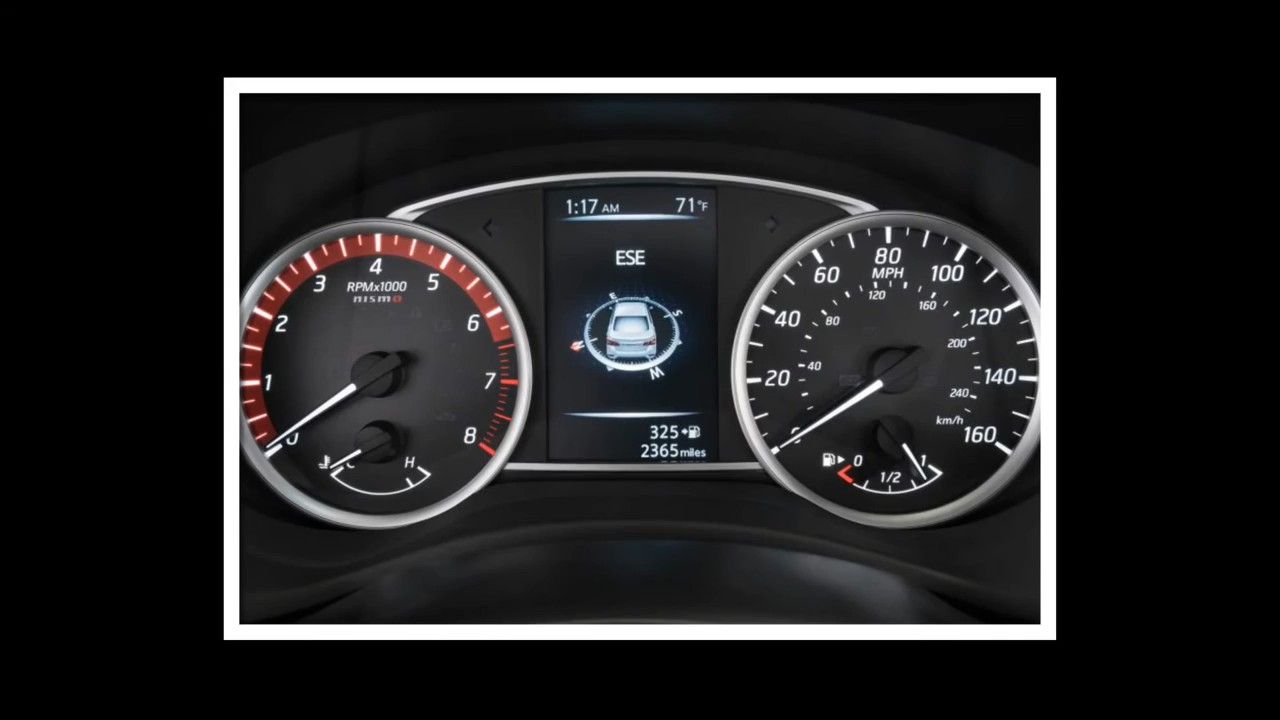 1:17 AM 71°F
ESE
E
S
W
N
325
2365 miles
0
1
2
3
4
5
6
7
8
RPMx1000
nismo
C H
20
40
60
80
100
120
140
160
MPH
40
80
120
160
200
240
km/h
0 1/2 1